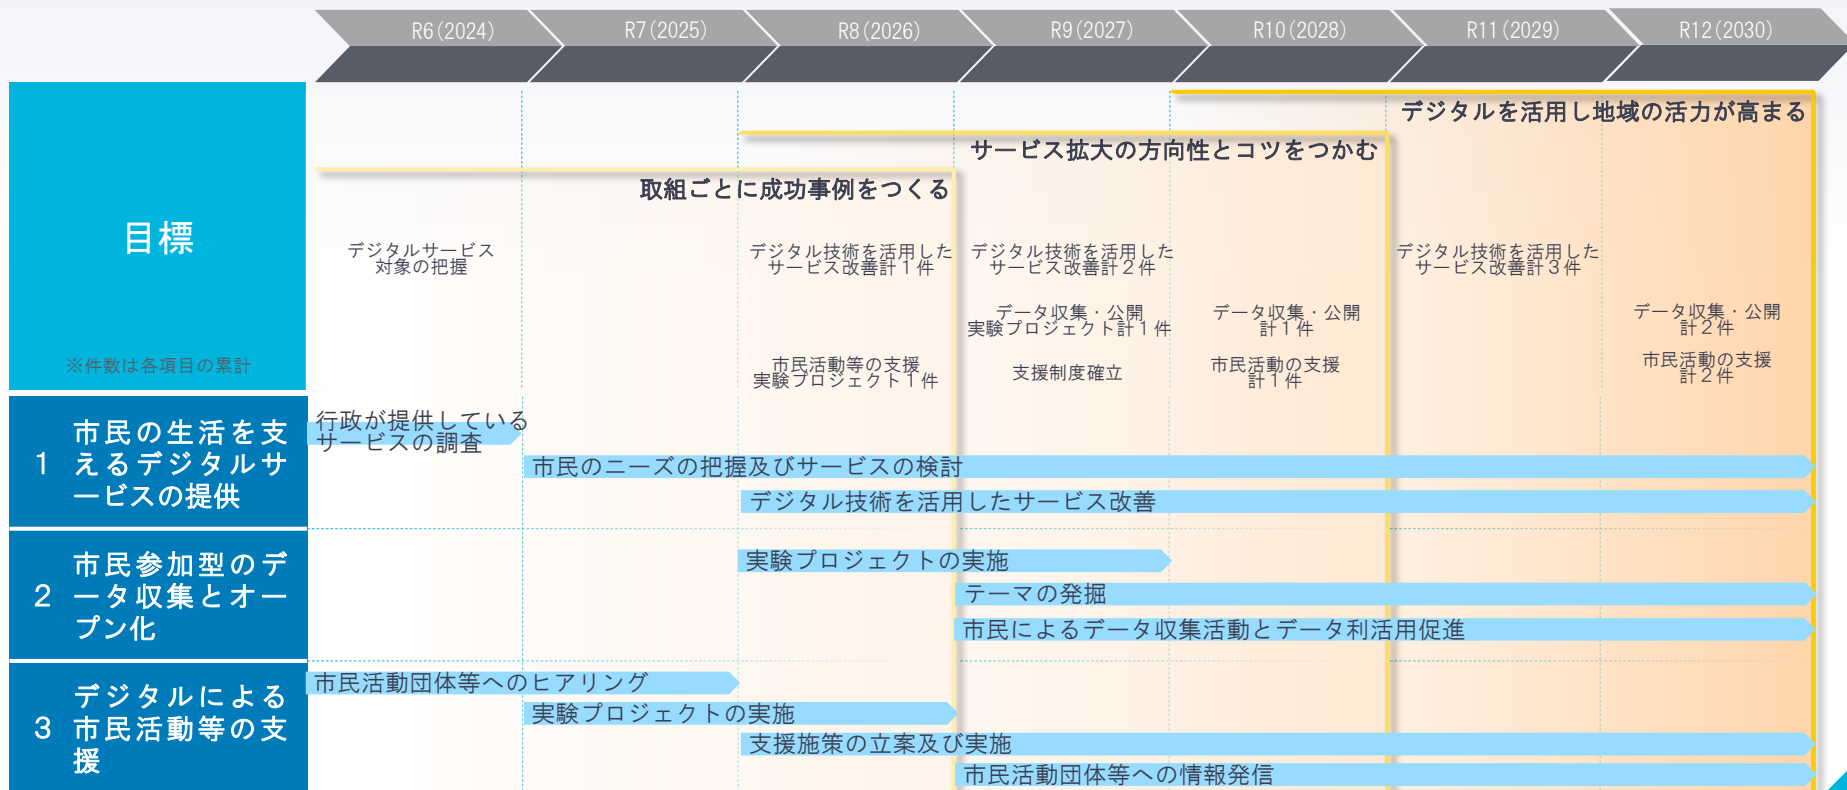 R6(2024)
R7(2025)
R8(2026)
R9(2027)
R10(2028)
R11(2029)
R12(2030)
目標
※件数は各項目の累計
デジタルを活用し地域の活力が高まる
サービス拡大の方向性とコツをつかむ
取組ごとに成功事例をつくる
デジタルサービス
対象の把握
デジタル技術を活用した
サービス改善計１件
デジタル技術を活用した
サービス改善計２件
デジタル技術を活用した
サービス改善計３件
データ収集・公開
実験プロジェクト計１件
データ収集・公開
計１件
データ収集・公開
計２件
市民活動等の支援
実験プロジェクト１件
支援制度確立
市民活動の支援
計１件
市民活動の支援
計２件
1
市民の生活を支
えるデジタルサ
ービスの提供
行政が提供している
サービスの調査
市民のニーズの把握及びサービスの検討
デジタル技術を活用したサービス改善
2
市民参加型のデ
ータ収集とオー
プン化
実験プロジェクトの実施
テーマの発掘
市民によるデータ収集活動とデータ利活用促進
3
デジタルによる
市民活動等の支
援
市民活動団体等へのヒアリング
実験プロジェクトの実施
支援施策の立案及び実施
市民活動団体等への情報発信